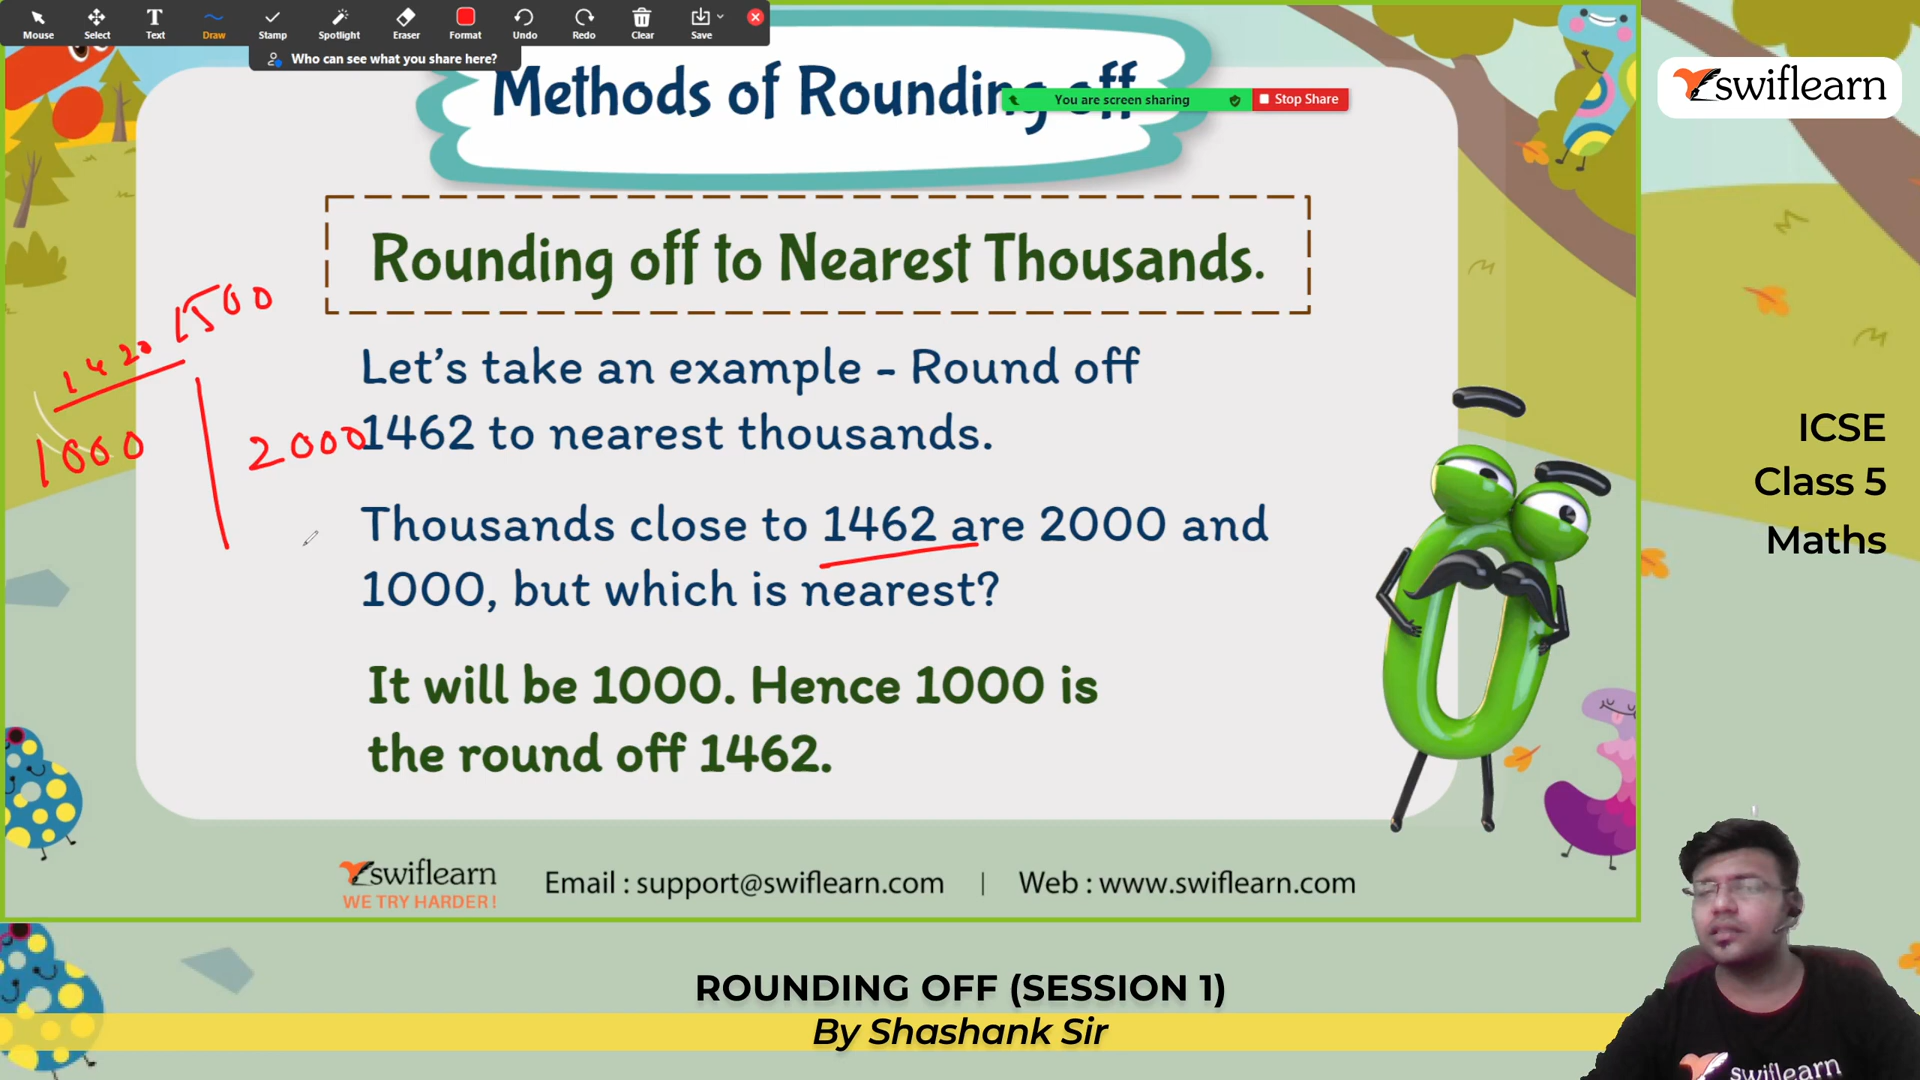 Mouse Select Text Draw Stamp Spotlight Eraser Format Undo Redo Clear Save
Who can see what you share here?
Methods of Rounding off
You are screen sharing
Stop Share
swiflearn
Rounding off to Nearest Thousands.
1500
1420
1000
2000
Let's take an example - Round off
1462 to nearest thousands.
Thousands close to 1462 are 2000 and
1000, but which is nearest?
It will be 1000. Hence 1000 is
the round off 1462.
ICSE
Class 5
Maths
swiflearn
WE TRY HARDER!
Email : support@swiflearn.com | Web : www.swiflearn.com
ROUNDING OFF (SESSION 1)
By Shashank Sir
swiflearn